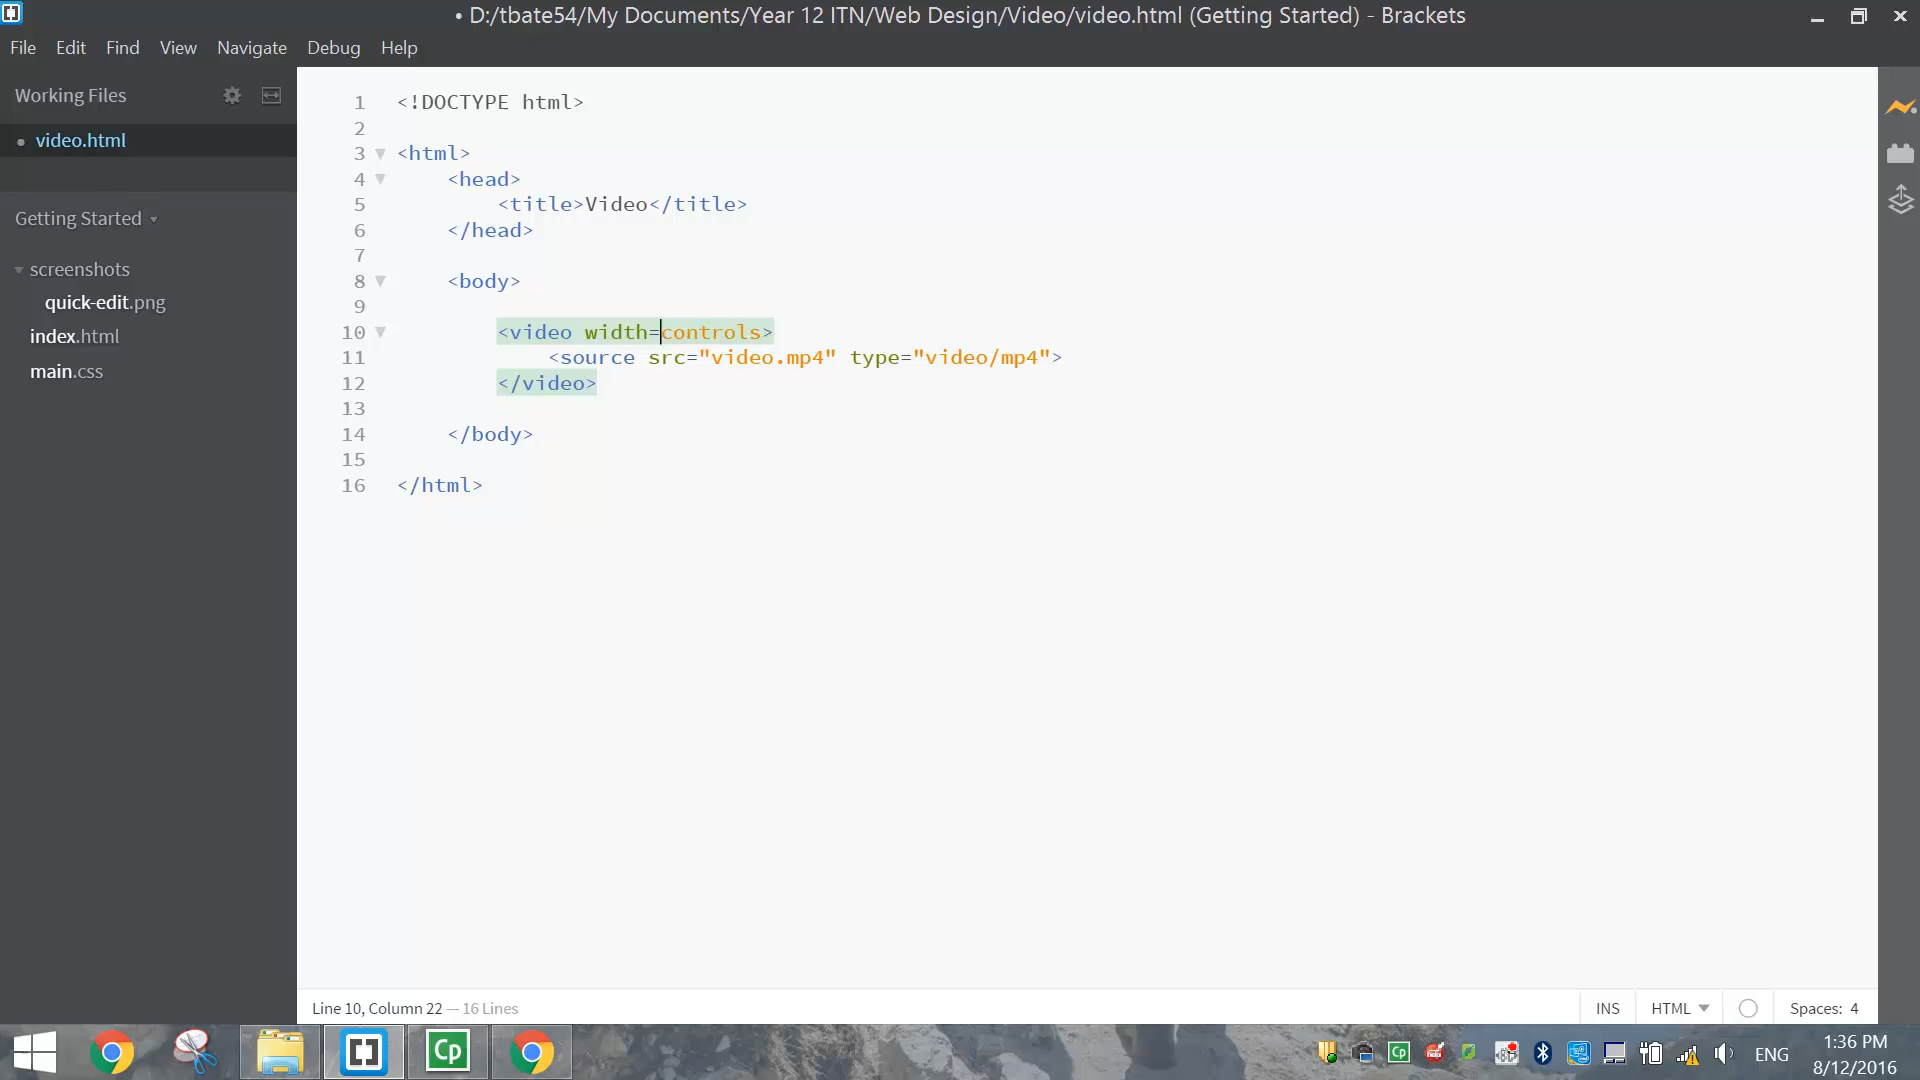 • D:/tbate54/My Documents/Year 12 ITN/Web Design/Video/video.html (Getting Started) - Brackets
File Edit Find View Navigate Debug Help
Working Files
• video.html
Getting Started
screenshots
quick-edit.png
index.html
main.css
1 <!DOCTYPE html>
2
3 <html>
4 <head>
5 <title>Video</title>
6 </head>
7
8 <body>
9
10 <video width=controls>
11 <source src="video.mp4" type="video/mp4">
12 </video>
13
14 </body>
15
16 </html>
Line 10, Column 22 — 16 Lines
INS HTML Spaces: 4
Cp
Cp
ENG
1:36 PM
8/12/2016